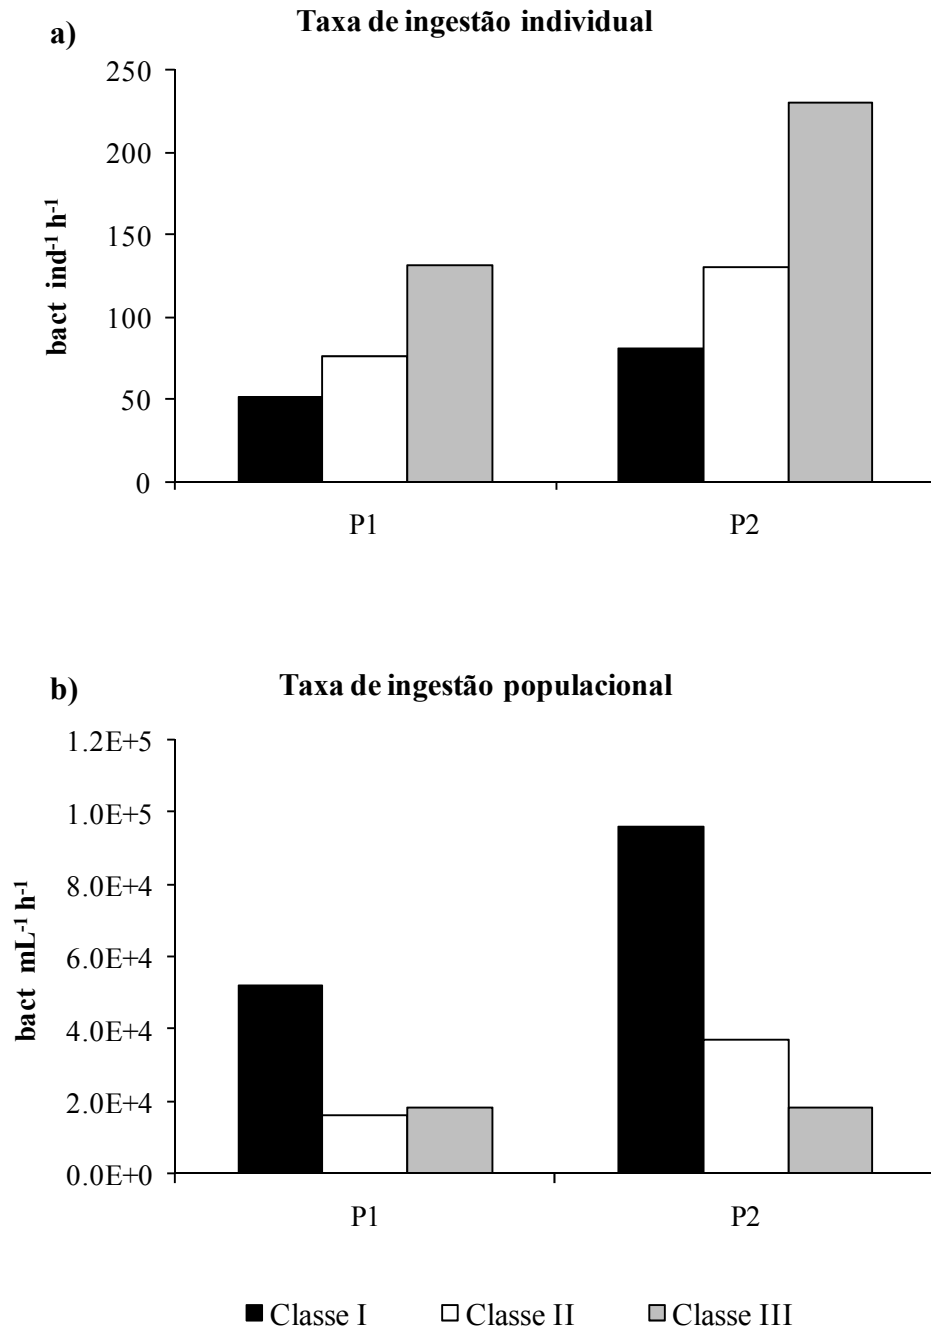 a)
Taxa de ingestão individual
250
200
150
100
50
0
bact ind-1 h-1
P1 P2
b)
Taxa de ingestão populacional
1.2E+5
1.0E+5
8.0E+4
6.0E+4
4.0E+4
2.0E+4
0.0E+0
bact mL-1 h-1
P1 P2
Classe I Classe II Classe III